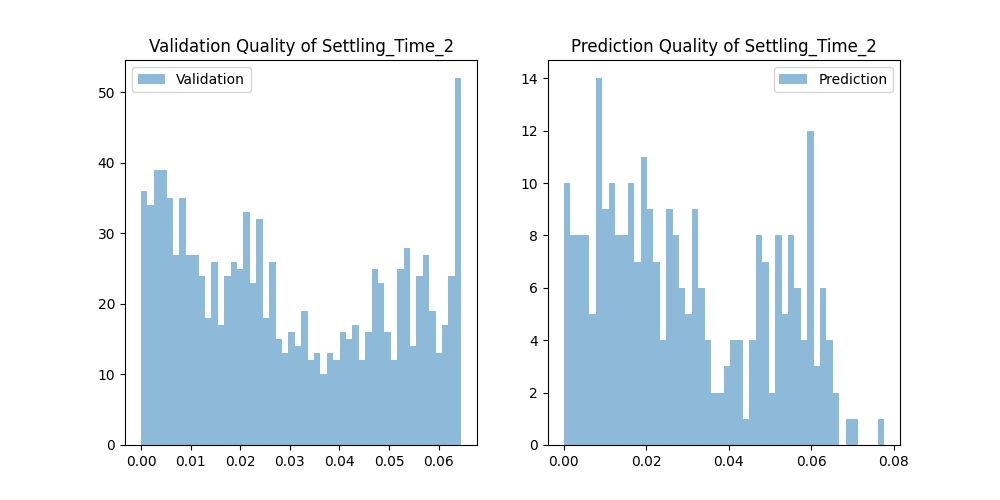 Validation Quality of Settling_Time_2
Validation
50
40
30
20
10
0
0.00 0.01 0.02 0.03 0.04 0.05 0.06
Prediction Quality of Settling_Time_2
Prediction
14
12
10
8
6
4
2
0
0.00 0.02 0.04 0.06 0.08